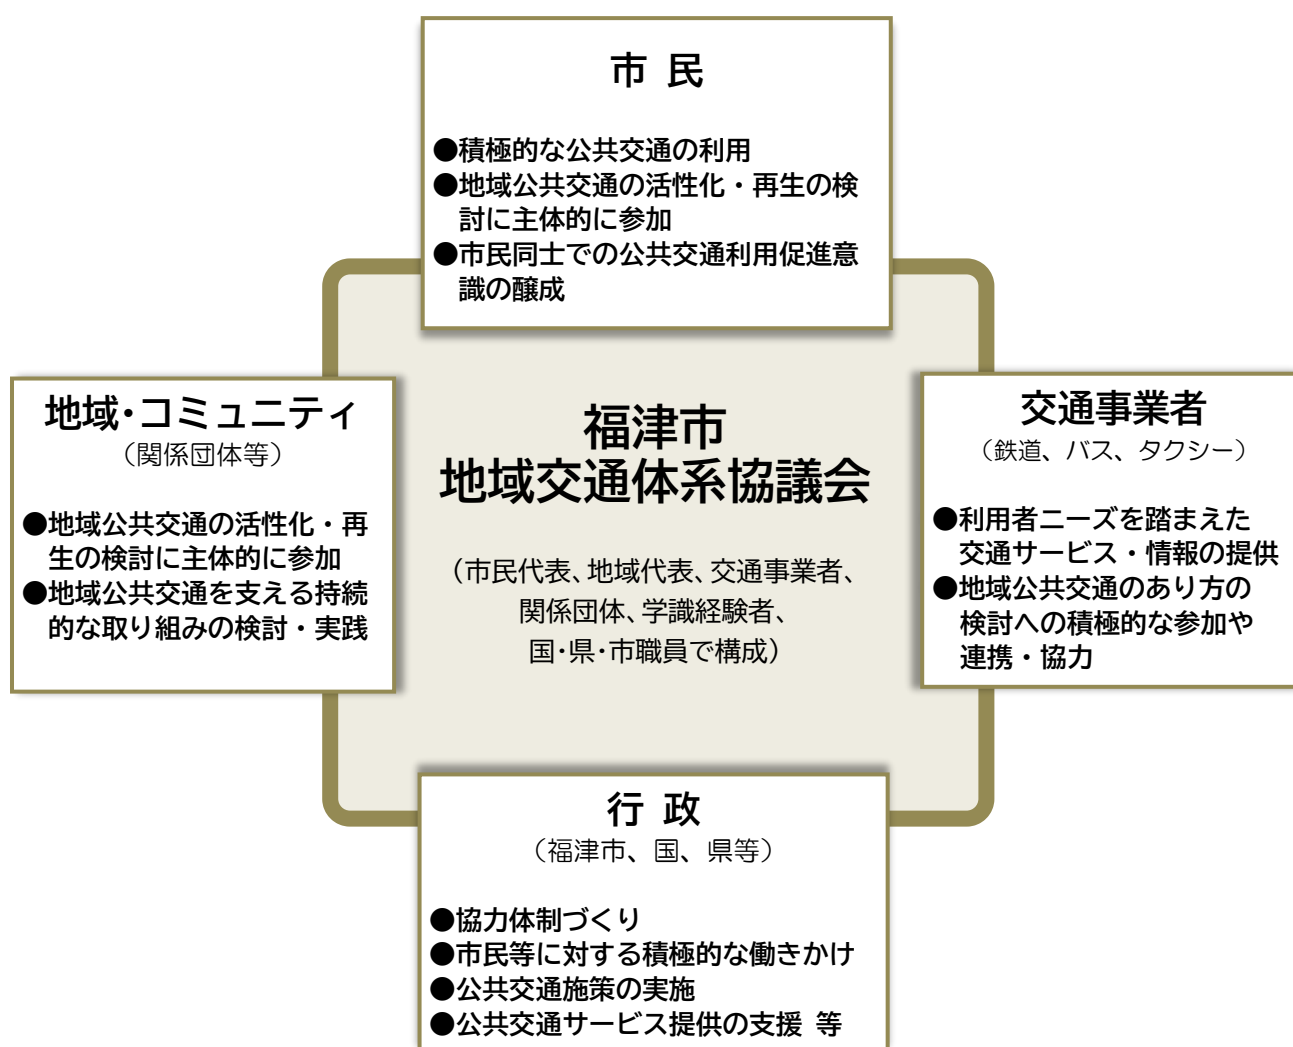 市 民
●積極的な公共交通の利用
●地域公共交通の活性化・再生の検
討に主体的に参加
●市民同士での公共交通利用促進意
識の醸成
地域・コミュニティ
（関係団体等）
●地域公共交通の活性化・再
生の検討に主体的に参加
●地域公共交通を支える持続
的な取り組みの検討・実践
福津市
地域交通体系協議会
（市民代表、地域代表、交通事業者、
関係団体、学識経験者、
国・県・市職員で構成）
交通事業者
（鉄道、バス、タクシー）
●利用者ニーズを踏まえた
交通サービス・情報の提供
●地域公共交通のあり方の
検討への積極的な参加や
連携・協力
行 政
（福津市、国、県等）
●協力体制づくり
●市民等に対する積極的な働きかけ
●公共交通施策の実施
●公共交通サービス提供の支援 等